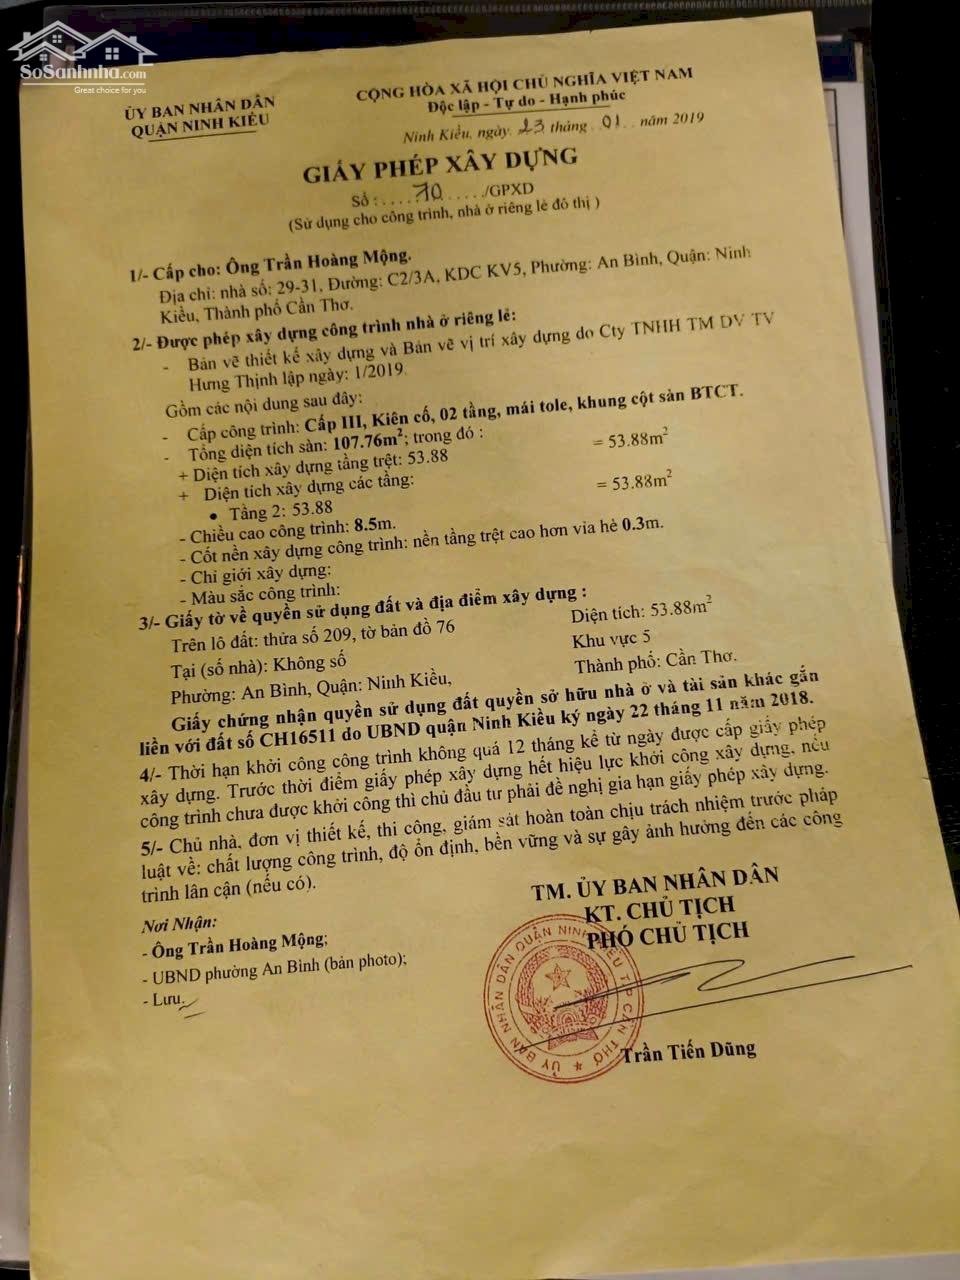 SoSanhnha.com
Great choice for you
ỦY BAN NHÂN DÂN
QUẬN NINH KIỀU
CỘNG HÒA XÃ HỘI CHỦ NGHĨA VIỆT NAM
Độc lập - Tự do - Hạnh phúc
Ninh Kiều, ngày. 23 tháng .01... năm 2019
GIẤY PHÉP XÂY DỰNG
Số :.....70...../GPXD
(Sử dụng cho công trình, nhà ở riêng lẻ đô thị )
1/- Cấp cho: Ông Trần Hoàng Mộng.
Địa chỉ: nhà số: 29-31, Đường: C2/3A, KDC KV5, Phường: An Bình, Quận: Ninh
Kiều, Thành phố Cần Thơ.
2/- Được phép xây dựng công trình nhà ở riêng lẻ:
- Bản vẽ thiết kế xây dựng và Bản vẽ vị trí xây dựng do Cty TNHH TM DV TV
Hưng Thịnh lập ngày: 1/2019
Gồm các nội dung sau đây:
- Cấp công trình: Cấp III, Kiên cố, 02 tầng, mái tole, khung cột sàn BTCT.
- Tổng diện tích sàn: 107.76m²; trong đó :
+ Diện tích xây dựng tầng trệt: 53.88 = 53.88m²
+ Diện tích xây dựng các tầng:
• Tầng 2: 53.88 = 53.88m²
- Chiều cao công trình: 8.5m.
- Cốt nền xây dựng công trình: nền tầng trệt cao hơn vỉa hè 0.3m.
- Chỉ giới xây dựng:
- Màu sắc công trình:
3/- Giấy tờ về quyền sử dụng đất và địa điểm xây dựng :
Trên lô đất: thửa số 209, tờ bản đồ 76 Diện tích: 53.88m²
Tại (số nhà): Không số Khu vực 5
Phường: An Bình, Quận: Ninh Kiều, Thành phố: Cần Thơ.
Giấy chứng nhận quyền sử dụng đất quyền sở hữu nhà ở và tài sản khác gắn
liền với đất số CH16511 do UBND quận Ninh Kiều ký ngày 22 tháng 11 năm 2018.
4/- Thời hạn khởi công công trình không quá 12 tháng kể từ ngày được cấp giấy phép
xây dựng. Trước thời điểm giấy phép xây dựng hết hiệu lực khởi công xây dựng, nếu
công trình chưa được khởi công thì chủ đầu tư phải đề nghị gia hạn giấy phép xây dựng.
5/- Chủ nhà, đơn vị thiết kế, thi công, giám sát hoàn toàn chịu trách nhiệm trước pháp
luật về: chất lượng công trình, độ ổn định, bền vững và sự gây ảnh hưởng đến các công
trình lân cận (nếu có).
TM. ỦY BAN NHÂN DÂN
KT. CHỦ TỊCH
PHÓ CHỦ TỊCH
Nơi Nhận:
- Ông Trần Hoàng Mộng;
- UBND phường An Bình (bản photo);
- Lưu.
ỦY BAN NHÂN DÂN QUẬN NINH KIỀU T.P CẦN THƠ
Trần Tiến Dũng